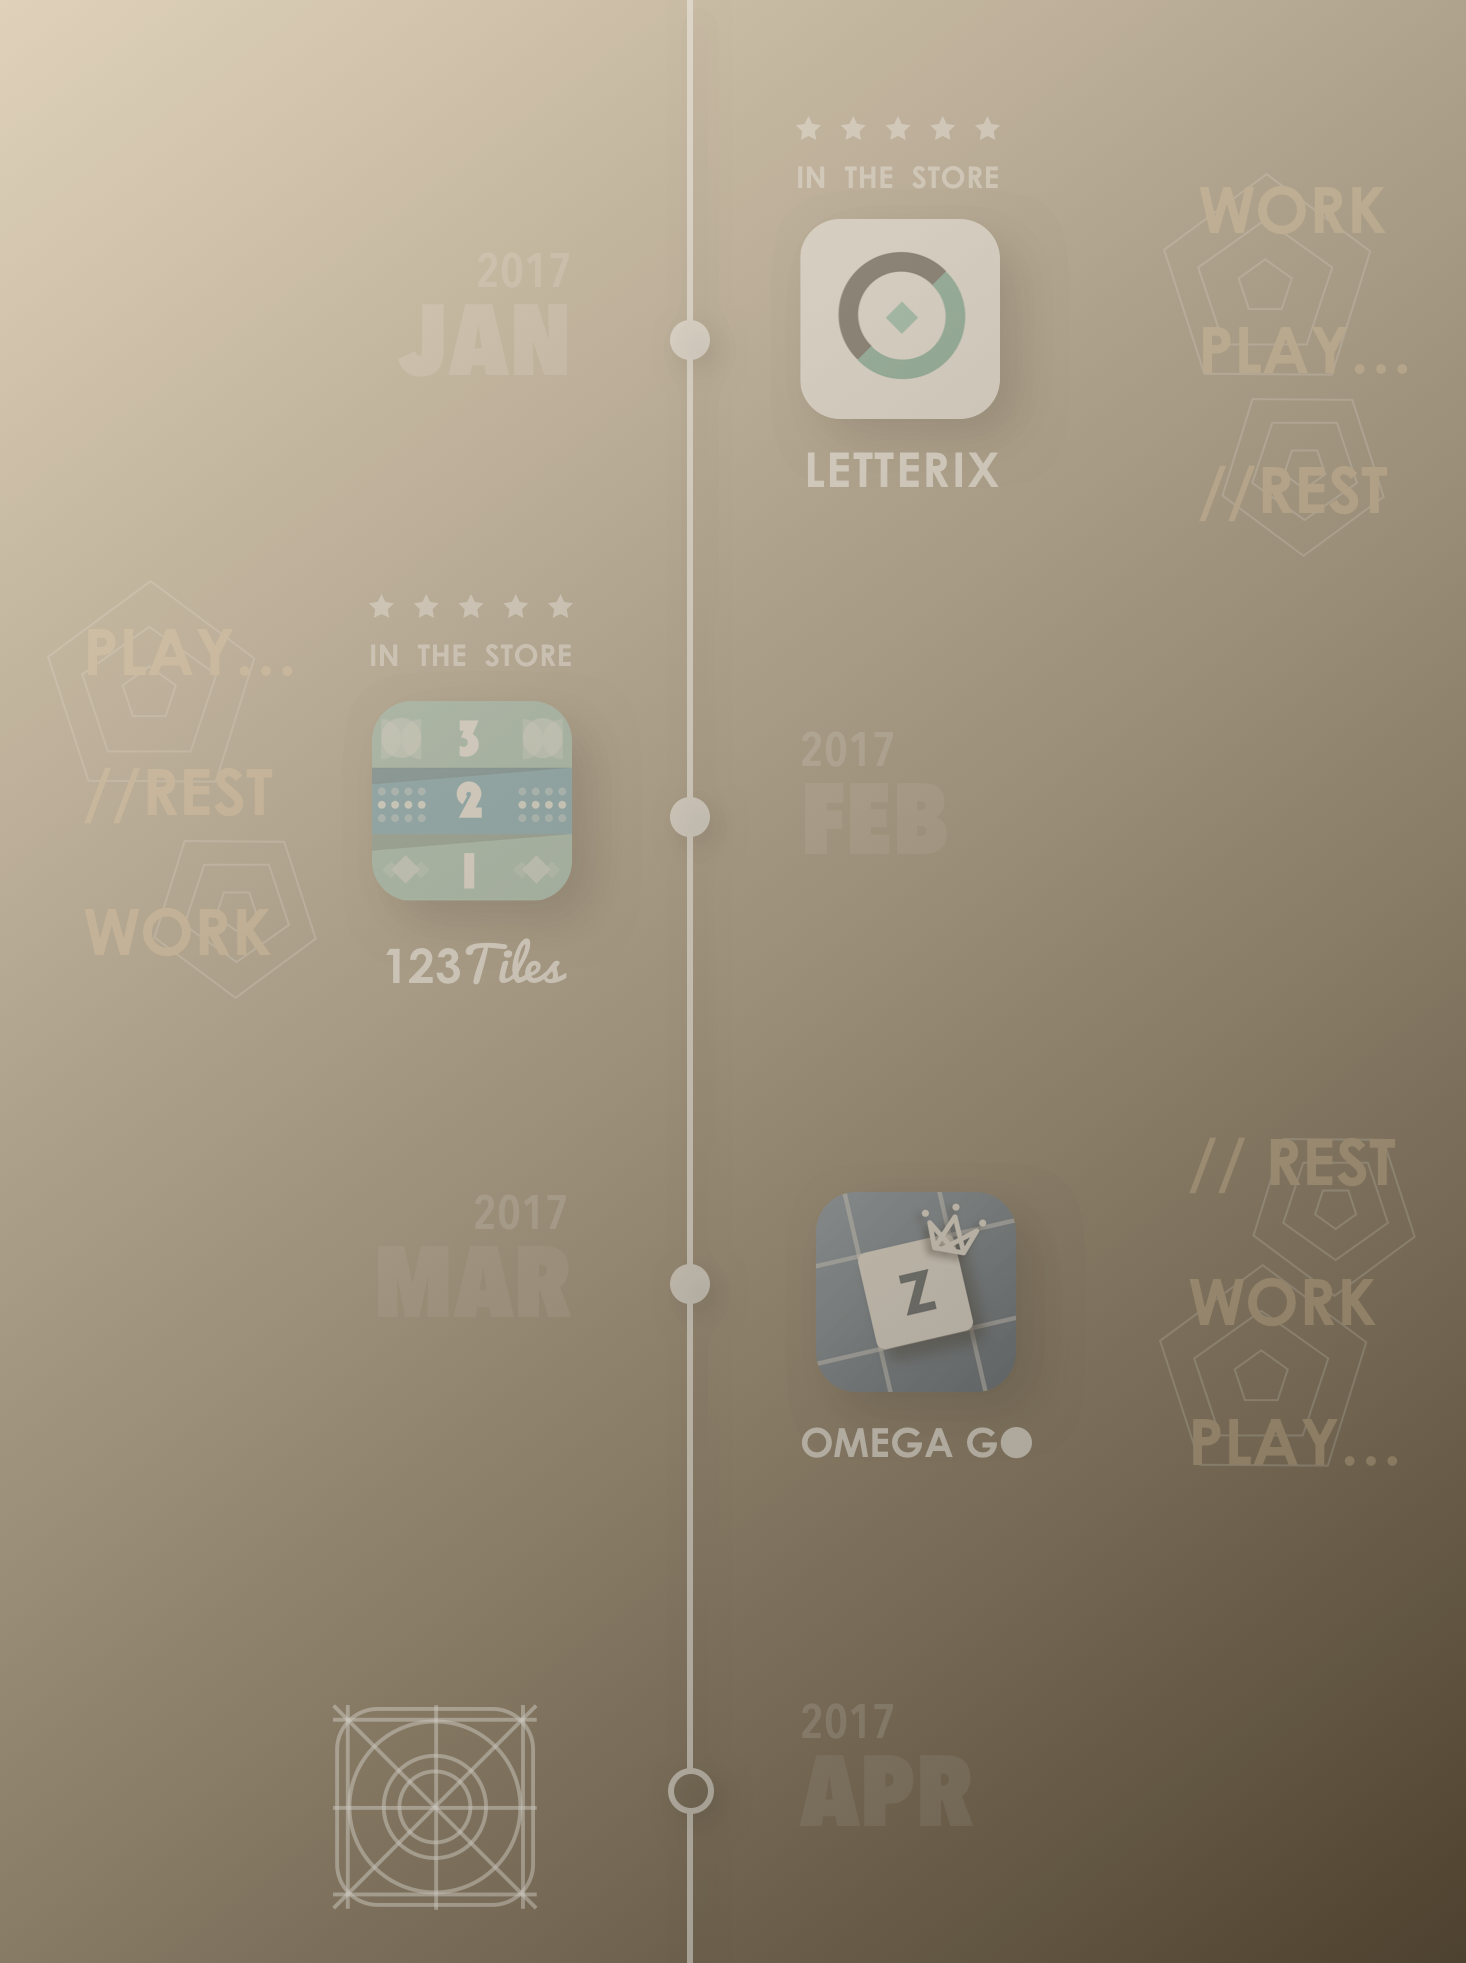 IN THE STORE
LETTERIX
2017
JAN
WORK
PLAY...
//REST
PLAY...
//REST
WORK
IN THE STORE
3
2
1
123Tiles
2017
FEB
2017
MAR
Z
OMEGA GO
// REST
WORK
PLAY...
2017
APR